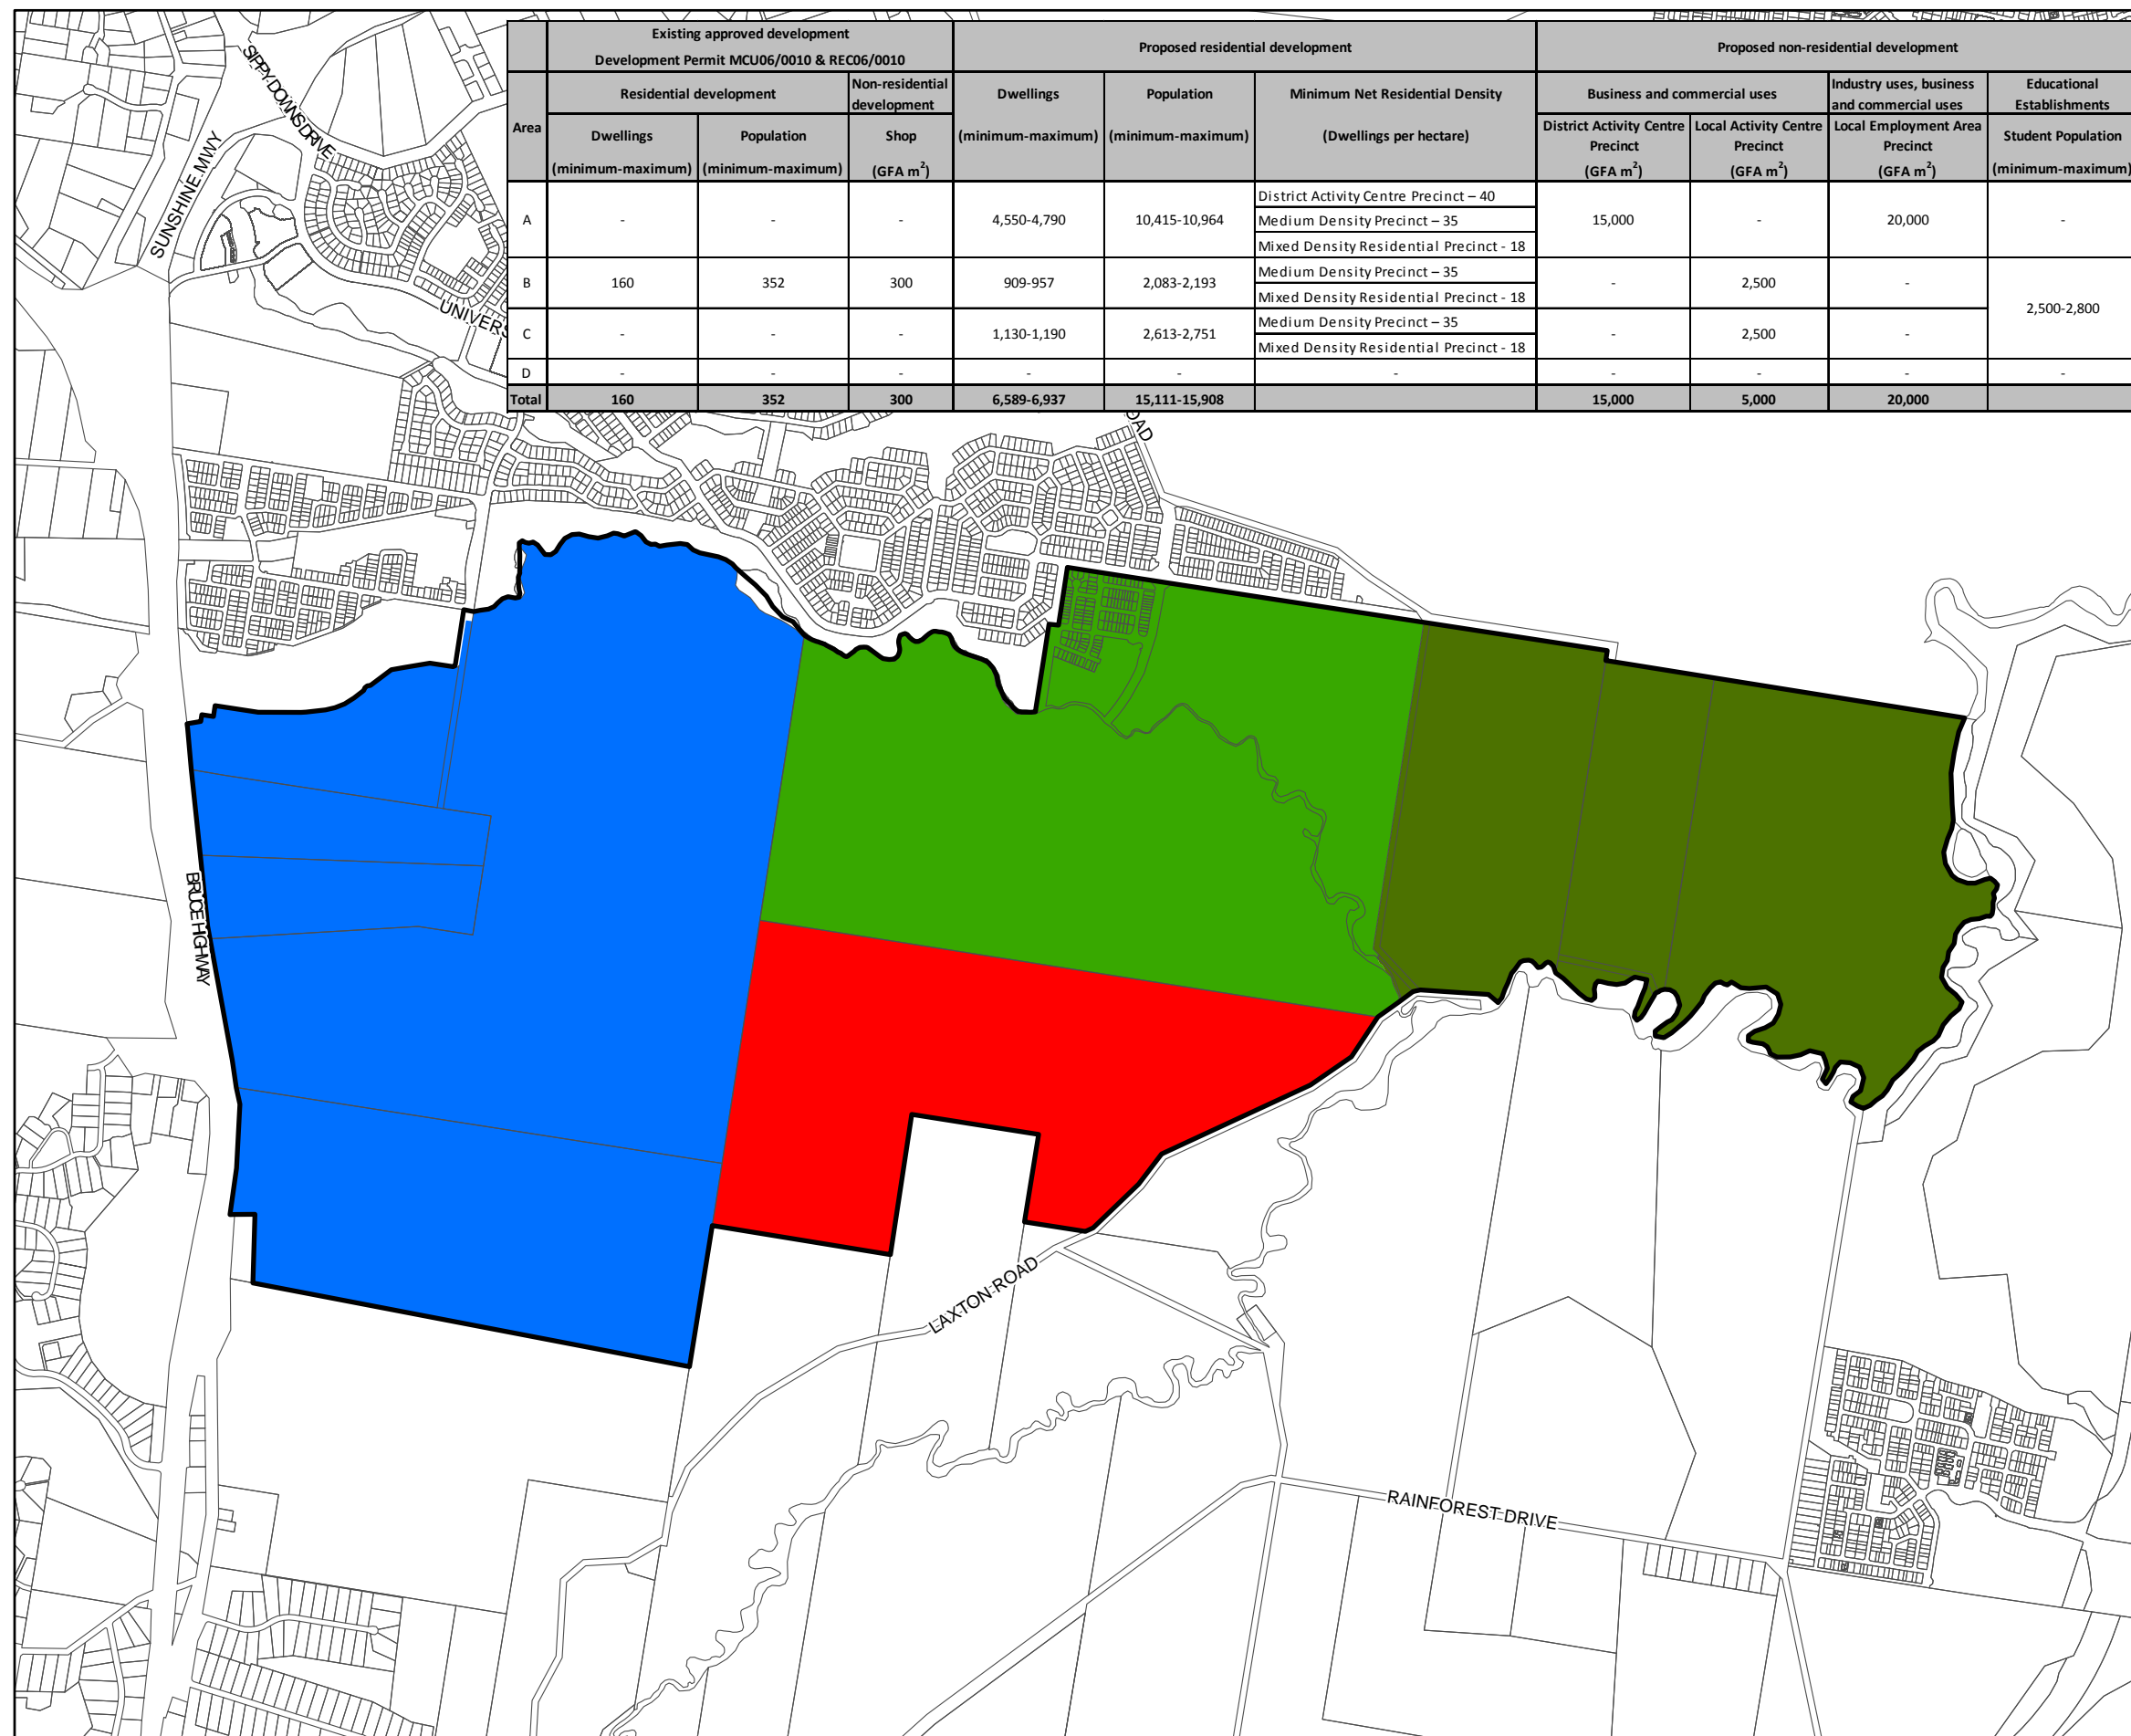 Existing approved development
Development Permit MCU06/0010 & REC06/0010
Proposed residential development
Proposed non-residential development
Area
Residential development
Non-residential
development
Dwellings
(minimum-maximum)
Population
(minimum-maximum)
Minimum Net Residential Density
(Dwellings per hectare)
Business and commercial uses
Industry uses, business
and commercial uses
Educational
Establishments
Dwellings
(minimum-maximum)
Population
(minimum-maximum)
Shop
(GFA m²)
District Activity Centre
Precinct
(GFA m²)
Local Activity Centre
Precinct
(GFA m²)
Local Employment Area
Precinct
(GFA m²)
Student Population
(minimum-maximum)
A - - - 4,550-4,790 10,415-10,964
District Activity Centre Precinct – 40
Medium Density Precinct – 35
Mixed Density Residential Precinct - 18
15,000 - 20,000 -
B 160 352 300 909-957 2,083-2,193
Medium Density Precinct – 35
Mixed Density Residential Precinct - 18
- 2,500 -
2,500-2,800
C - - - 1,130-1,190 2,613-2,751
Medium Density Precinct – 35
Mixed Density Residential Precinct - 18
- 2,500 -
D - - - - - - - - - -
Total 160 352 300 6,589-6,937 15,111-15,908 15,000 5,000 20,000
SIPPY DOWNS DRIVE
SUNSHINE MWY
BRUCE HIGHWAY
LAXTON ROAD
RAINFOREST DRIVE